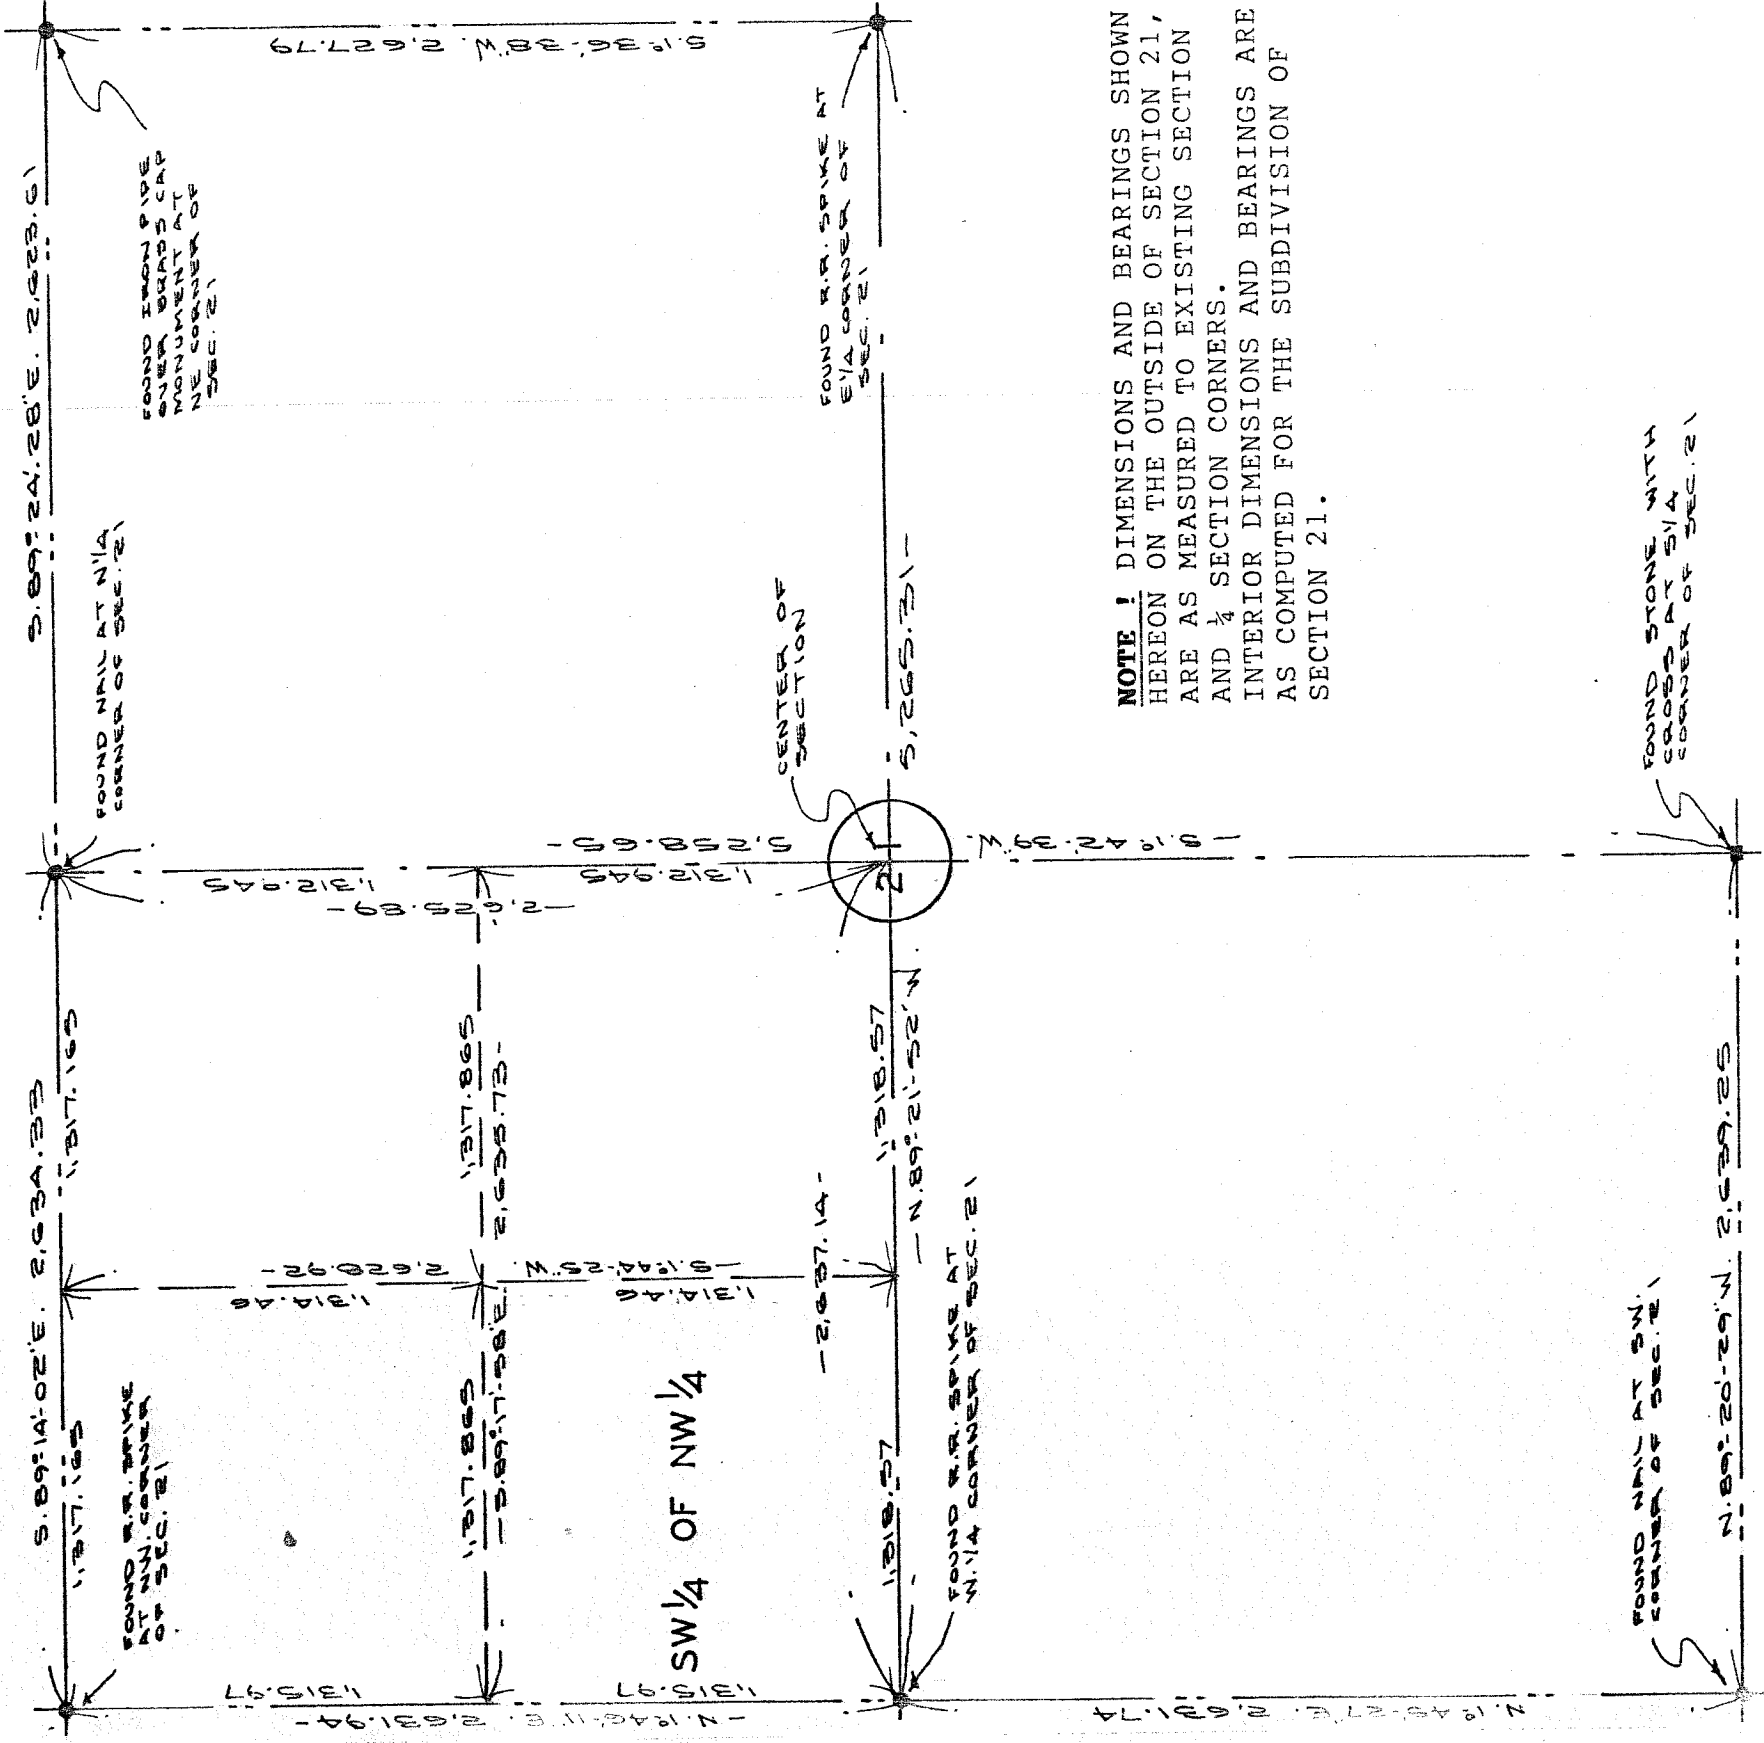 S.89°-14'-02"E. 2,634.33
S.89°-24'-28"E. 2,623.61
1,317.165
1,317.165
FOUND R.R. SPIKE
AT NW. CORNER
OF SEC. 21
FOUND NAIL AT N1/4
CORNER OF SEC. 21
FOUND IRON PIPE
OVER BRASS CAP
MONUMENT AT
NE CORNER OF
SEC. 21
1,315.97
1,315.97
-N.1°46'-11"E. 2,631.94-
1,314.46
2,628.92-
1,314.46
-S.1°44'-25"W.
1,312.945
1,312.945
-2,625.89-
5,258.65-
-S.1°-42'-39"W.
S.1°-36'-38"W. 2,627.79
1,317.865
1,317.865
-S.89°-17'-58"E. 2,635.73-
SW1/4 OF NW1/4
-2,637.14-
1,318.57
1,318.57
-N.89°-21'-52"W.
5,265.31-
21
CENTER OF
SECTION
FOUND R.R. SPIKE AT
E1/4 CORNER OF
SEC. 21
FOUND R.R. SPIKE AT
W.1/4 CORNER OF SEC. 21
NOTE ! DIMENSIONS AND BEARINGS SHOWN
HEREON ON THE OUTSIDE OF SECTION 21,
ARE AS MEASURED TO EXISTING SECTION
AND ¼ SECTION CORNERS.
INTERIOR DIMENSIONS AND BEARINGS ARE
AS COMPUTED FOR THE SUBDIVISION OF
SECTION 21.
N.1°-45'-27"E. 2,631.74
FOUND NAIL AT SW.
CORNER OF SEC. 21
FOUND STONE WITH
CROSS AT S1/4
CORNER OF SEC. 21
N.89°-20'-29"W. 2,639.25